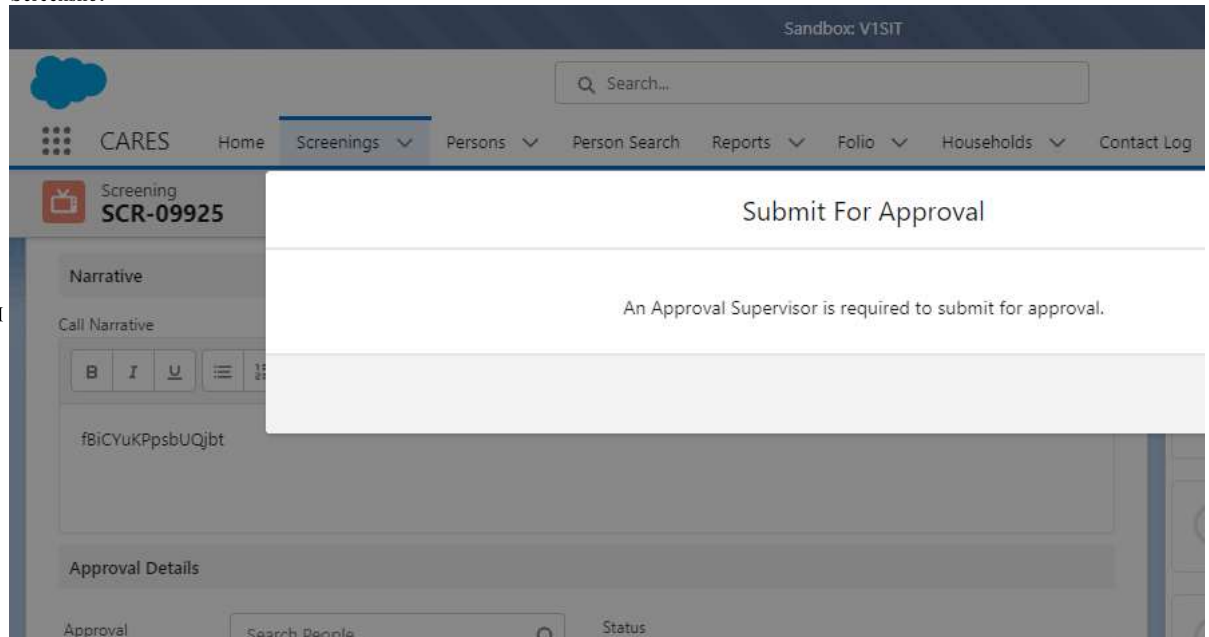 Sandbox: V1SIT
Search...
CARES Home Screenings Persons Person Search Reports Folio Households Contact Log
Screening
SCR-09925
Submit For Approval
Narrative
An Approval Supervisor is required to submit for approval.
Call Narrative
B I U
fBiCYuKPpsbUQjbt
Approval Details
Approval Search People Status